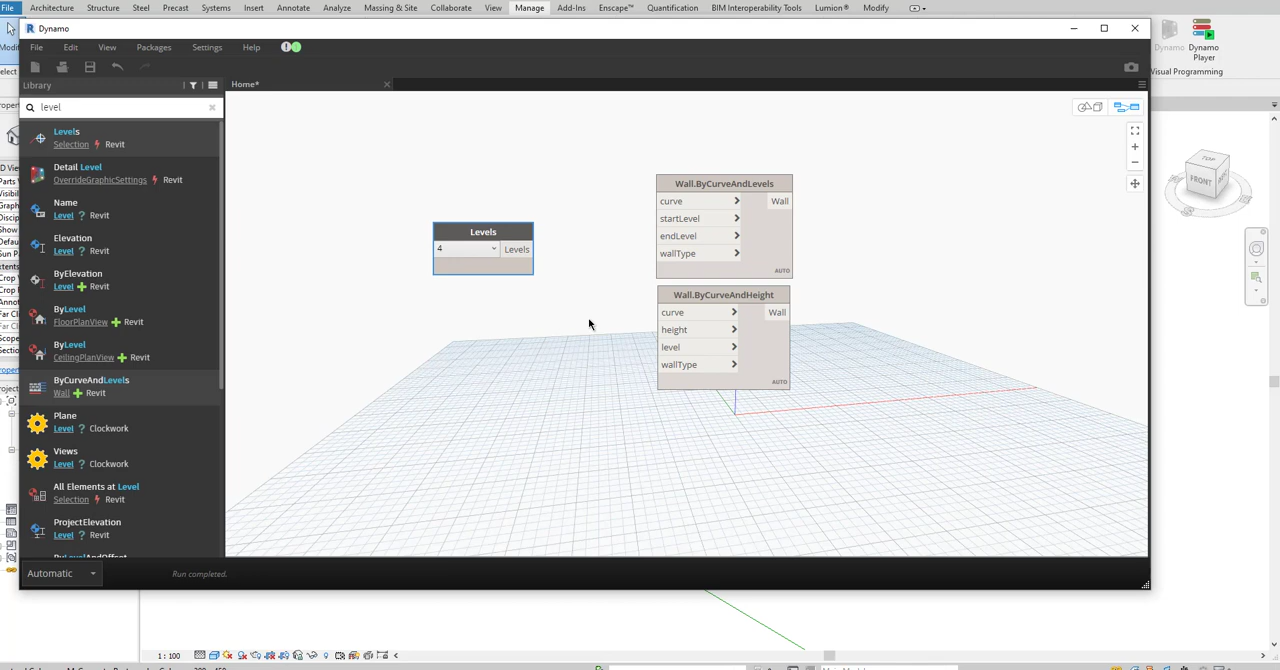 File Architecture Structure Steel Precast Systems Insert Annotate Analyze Massing & Site Collaborate View Manage Add-Ins Enscape™ Quantification BIM Interoperability Tools Lumion® Modify
Dynamo
File Edit View Packages Settings Help
Dynamo Dynamo
Player
Visual Programming
Library
Home*
level
Levels
Selection Revit
Detail Level
OverrideGraphicSettings Revit
Name
Level ? Revit
Elevation
Level ? Revit
ByElevation
Level Revit
ByLevel
FloorPlanView Revit
ByLevel
CeilingPlanView Revit
ByCurveAndLevels
Wall Revit
Plane
Level ? Clockwork
Views
Level ? Clockwork
All Elements at Level
Selection Revit
ProjectElevation
Level ? Revit
ByLevelAndOffset
Levels
4 Levels
Wall.ByCurveAndLevels
curve > Wall
startLevel >
endLevel >
wallType >
AUTO
Wall.ByCurveAndHeight
curve > Wall
height >
level >
wallType >
AUTO
TOP
FRONT
Automatic Run completed.
1 : 100